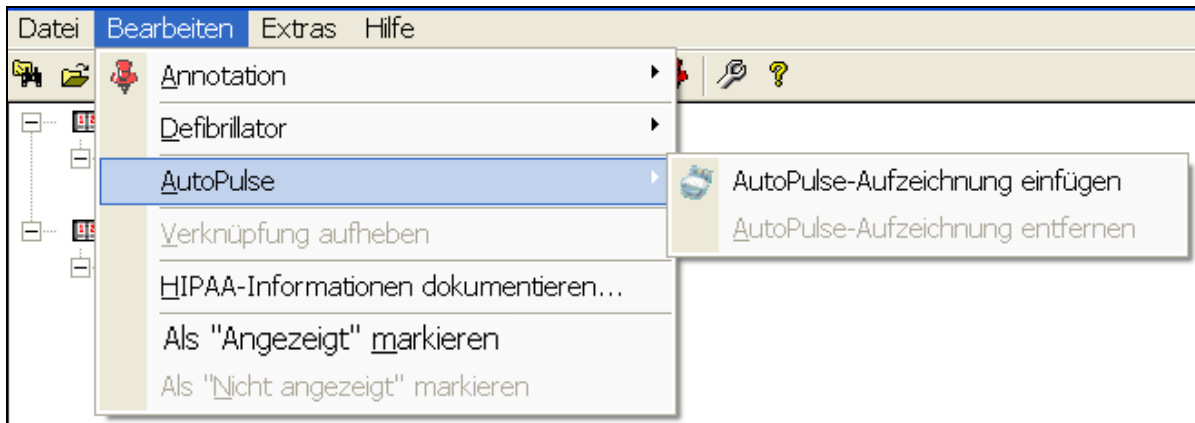 Datei Bearbeiten Extras Hilfe
Annotation
Defibrillator
AutoPulse
AutoPulse-Aufzeichnung einfügen
AutoPulse-Aufzeichnung entfernen
Verknüpfung aufheben
HIPAA-Informationen dokumentieren...
Als "Angezeigt" markieren
Als "Nicht angezeigt" markieren